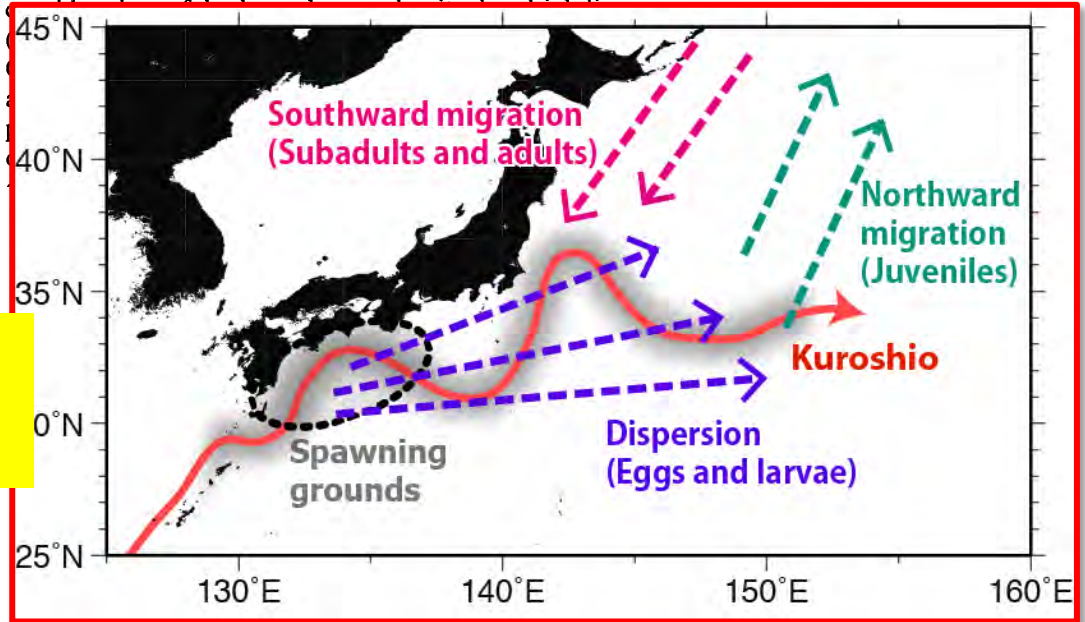 45˚N
Southward migration
(Subadults and adults)
40˚N
Northward
migration
(Juveniles)
35˚N
Kuroshio
0˚N
Dispersion
(Eggs and larvae)
Spawning
grounds
25˚N
130˚E
140˚E
150˚E
160˚E